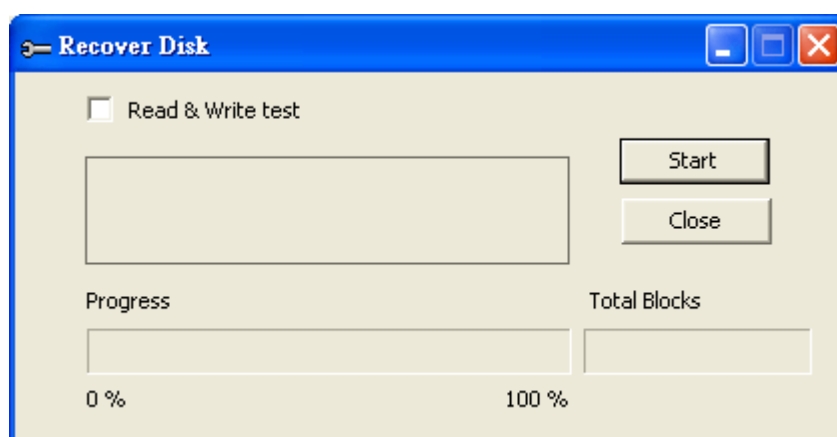 Recover Disk
Read & Write test
Start
Close
Progress
Total Blocks
0 %
100 %